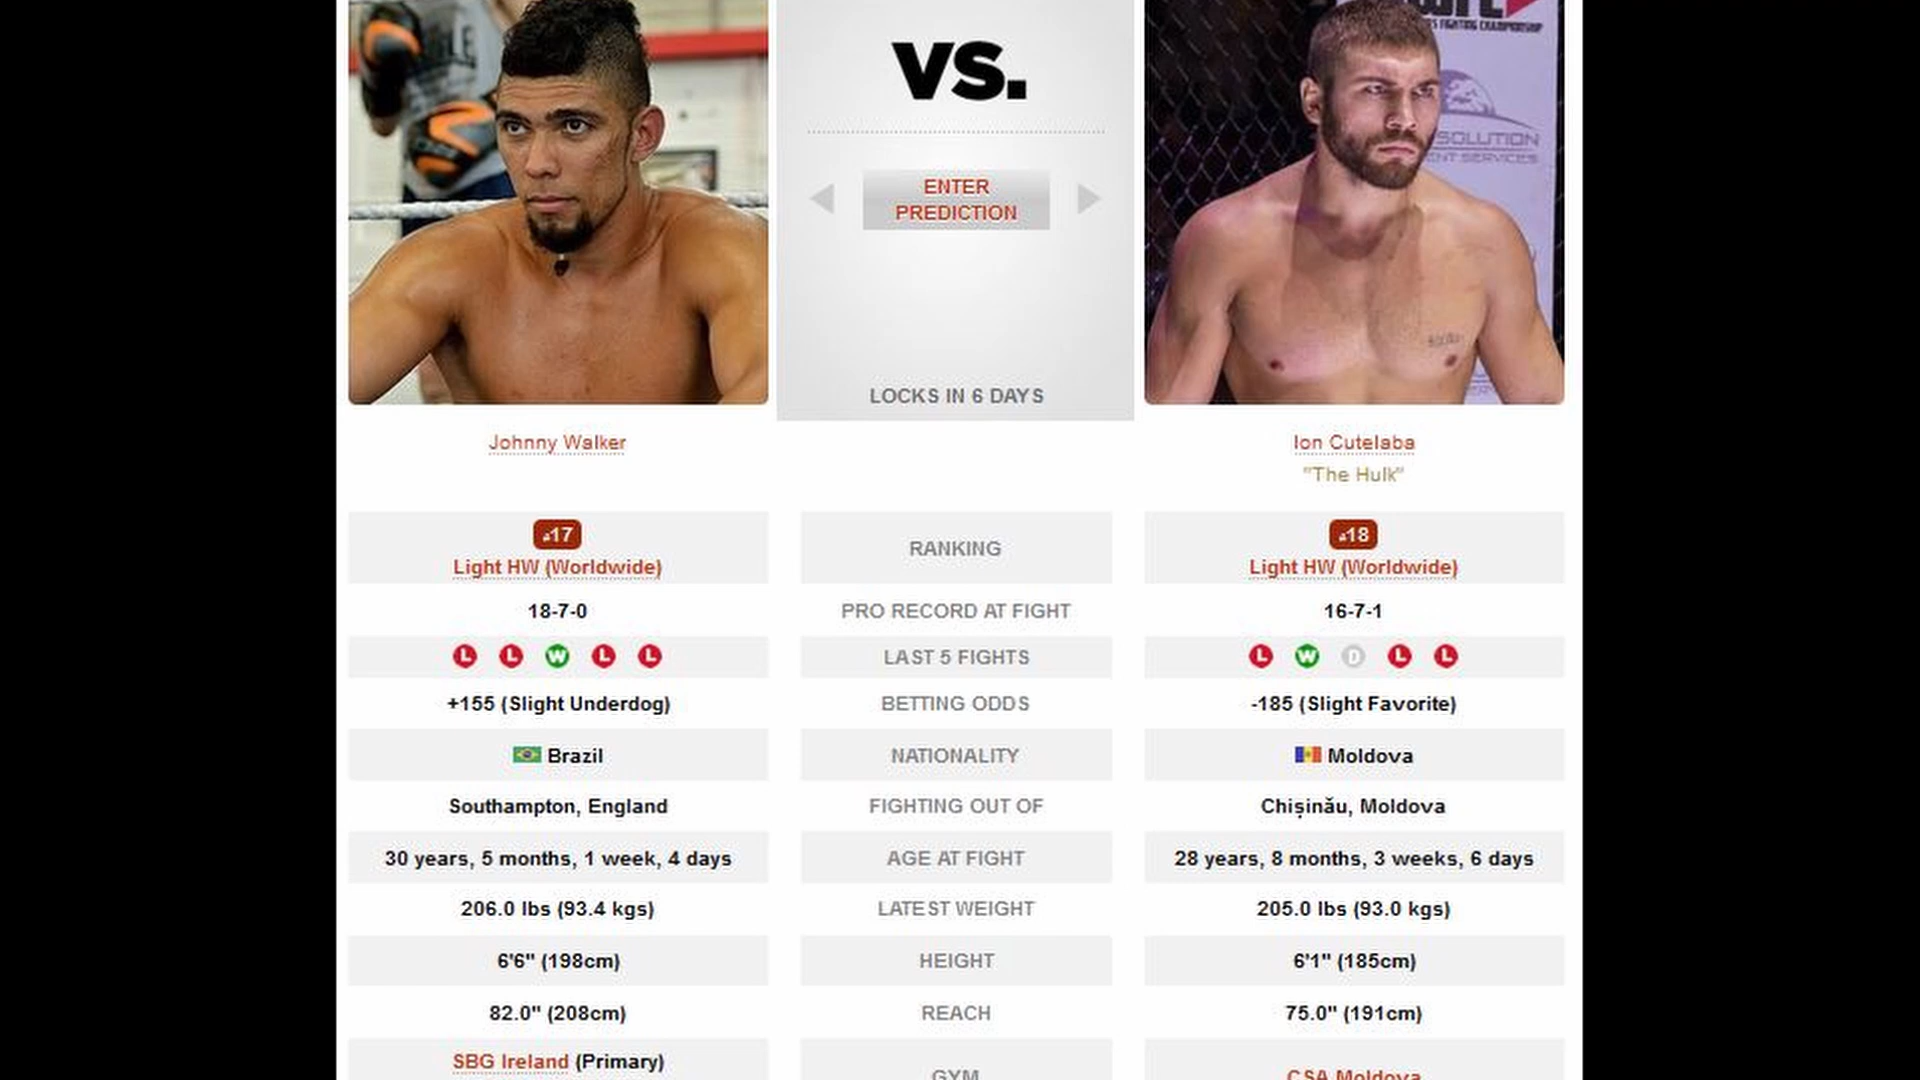 VS.
ENTER
PREDICTION
LOCKS IN 6 DAYS
FIGHTING CHAMPIONSHIP
SOLUTION
ENT SERVICES
Johnny Walker
Ion Cutelaba
"The Hulk"
17
RANKING
18
Light HW (Worldwide)
Light HW (Worldwide)
18-7-0
PRO RECORD AT FIGHT
16-7-1
L L W L L
LAST 5 FIGHTS
L W D L L
+155 (Slight Underdog)
BETTING ODDS
-185 (Slight Favorite)
Brazil
NATIONALITY
Moldova
Southampton, England
FIGHTING OUT OF
Chișinău, Moldova
30 years, 5 months, 1 week, 4 days
AGE AT FIGHT
28 years, 8 months, 3 weeks, 6 days
206.0 lbs (93.4 kgs)
LATEST WEIGHT
205.0 lbs (93.0 kgs)
6'6" (198cm)
HEIGHT
6'1" (185cm)
82.0" (208cm)
REACH
75.0" (191cm)
SBG Ireland (Primary)
GYM
CSA Moldova